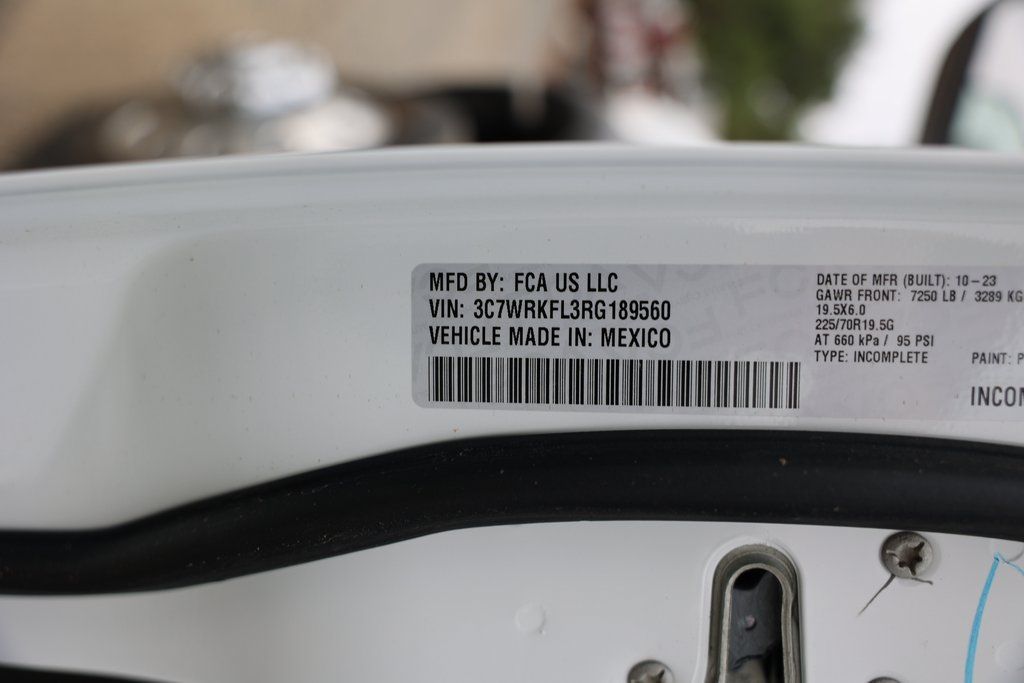 MFD BY: FCA US LLC
VIN: 3C7WRKFL3RG189560
VEHICLE MADE IN: MEXICO
DATE OF MFR (BUILT): 10-23
GAWR FRONT: 7250 LB / 3289 KG
19.5X6.0
225/70R19.5G
AT 660 kPa / 95 PSI
TYPE: INCOMPLETE
PAINT: P